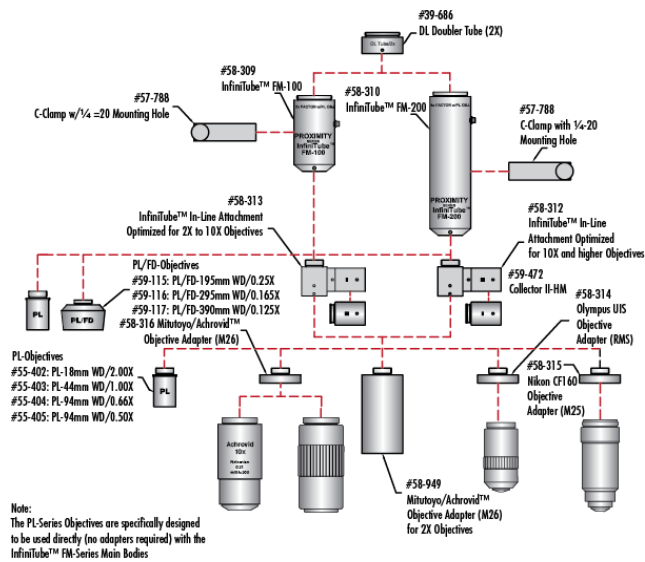 #39-686
DL Doubler Tube (2X)
DL Tube/2x
#58-309
InfiniTube™ FM-100
#58-310
InfiniTube™ FM-200
#57-788
C-Clamp w/¼ =20 Mounting Hole
#57-788
C-Clamp with ¼-20
Mounting Hole
PROXIMITY
InfiniTube™
FM-100
PROXIMITY
InfiniTube™
FM-200
#58-313
InfiniTube™ In-Line Attachment
Optimized for 2X to 10X Objectives
#58-312
InfiniTube™ In-Line
Attachment Optimized
for 10X and higher Objectives
#59-472
Collector II-HM
PL/FD-Objectives
#59-115: PL/FD-195mm WD/0.25X
#59-116: PL/FD-295mm WD/0.165X
#59-117: PL/FD-390mm WD/0.125X
PL
PL/FD
#58-316 Mitutoyo/Achrovid™
Objective Adapter (M26)
#58-314
Olympus UIS
Objective
Adapter (RMS)
#58-315
Nikon CF160
Objective
Adapter (M25)
PL-Objectives
#55-402: PL-18mm WD/2.00X
#55-403: PL-44mm WD/1.00X
#55-404: PL-94mm WD/0.66X
#55-405: PL-94mm WD/0.50X
PL
Achrovid
10x
#58-949
Mitutoyo/Achrovid™
Objective Adapter (M26)
for 2X Objectives
Note:
The PL-Series Objectives are specifically designed
to be used directly (no adapters required) with the
InfiniTube™ FM-Series Main Bodies